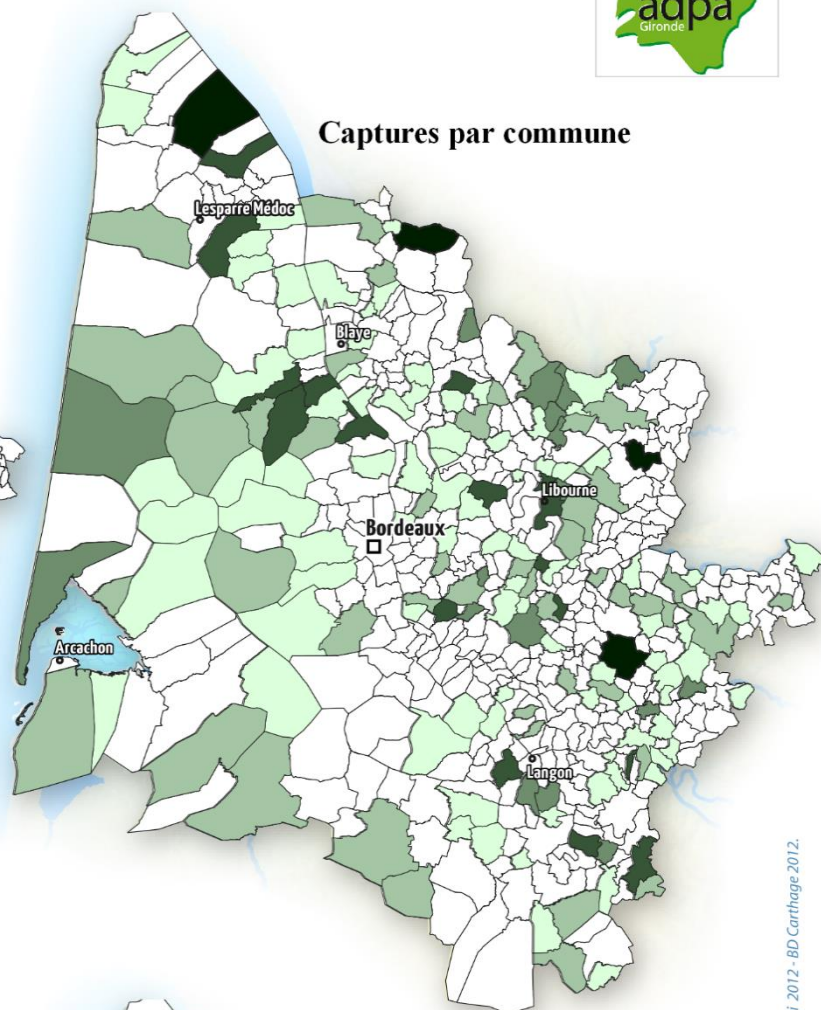 adpa
Gironde
Captures par commune
Lesparre Médoc
Blaye
Libourne
Bordeaux
Arcachon
Langon
2012 - BD Carthage 2012.